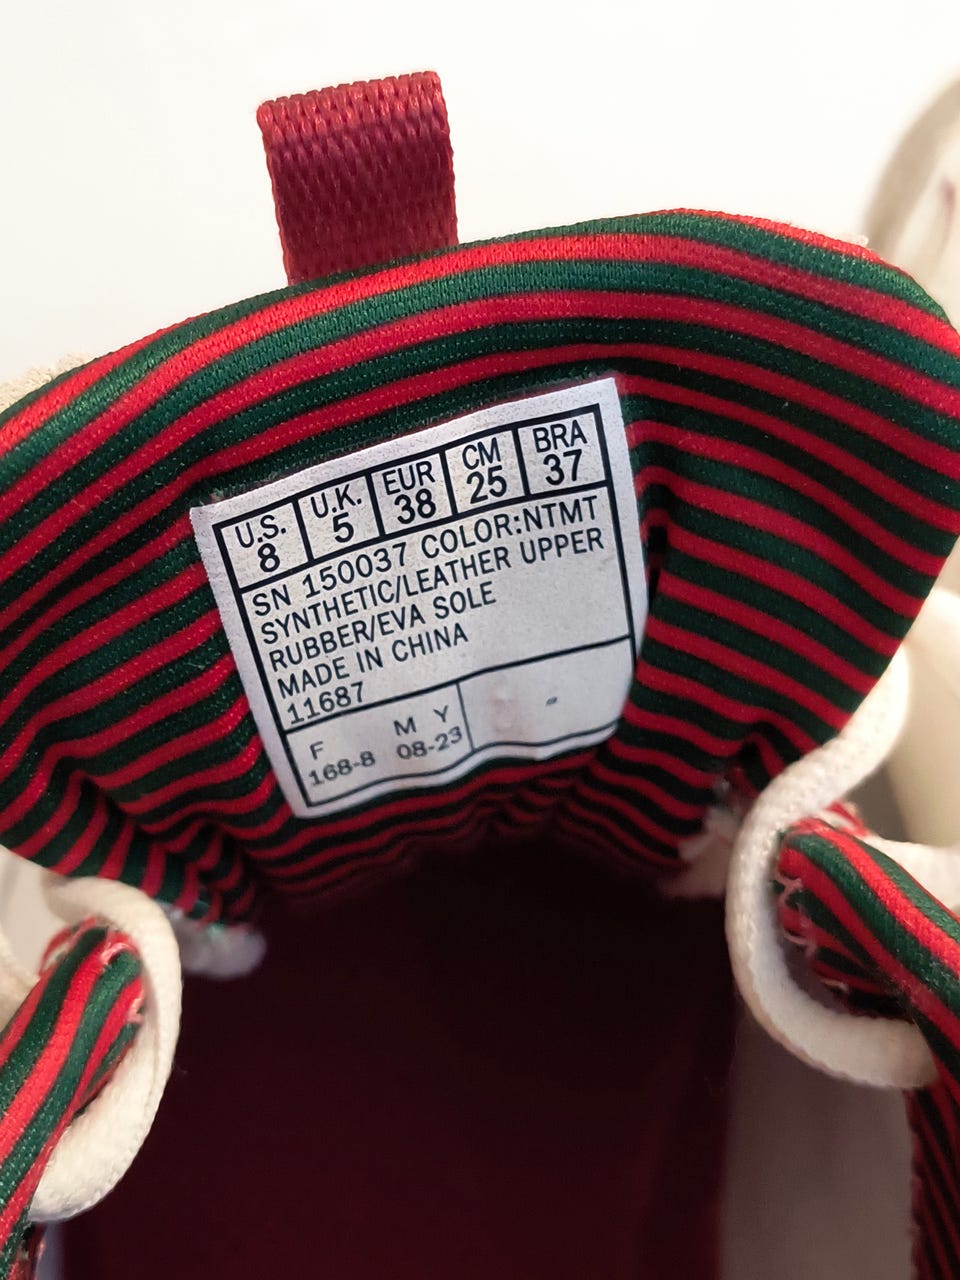 U.S. U.K. EUR CM BRA
8 5 38 25 37
SN 150037 COLOR:NTMT
SYNTHETIC/LEATHER UPPER
RUBBER/EVA SOLE
MADE IN CHINA
11687
F M Y
168-8 08-23 -